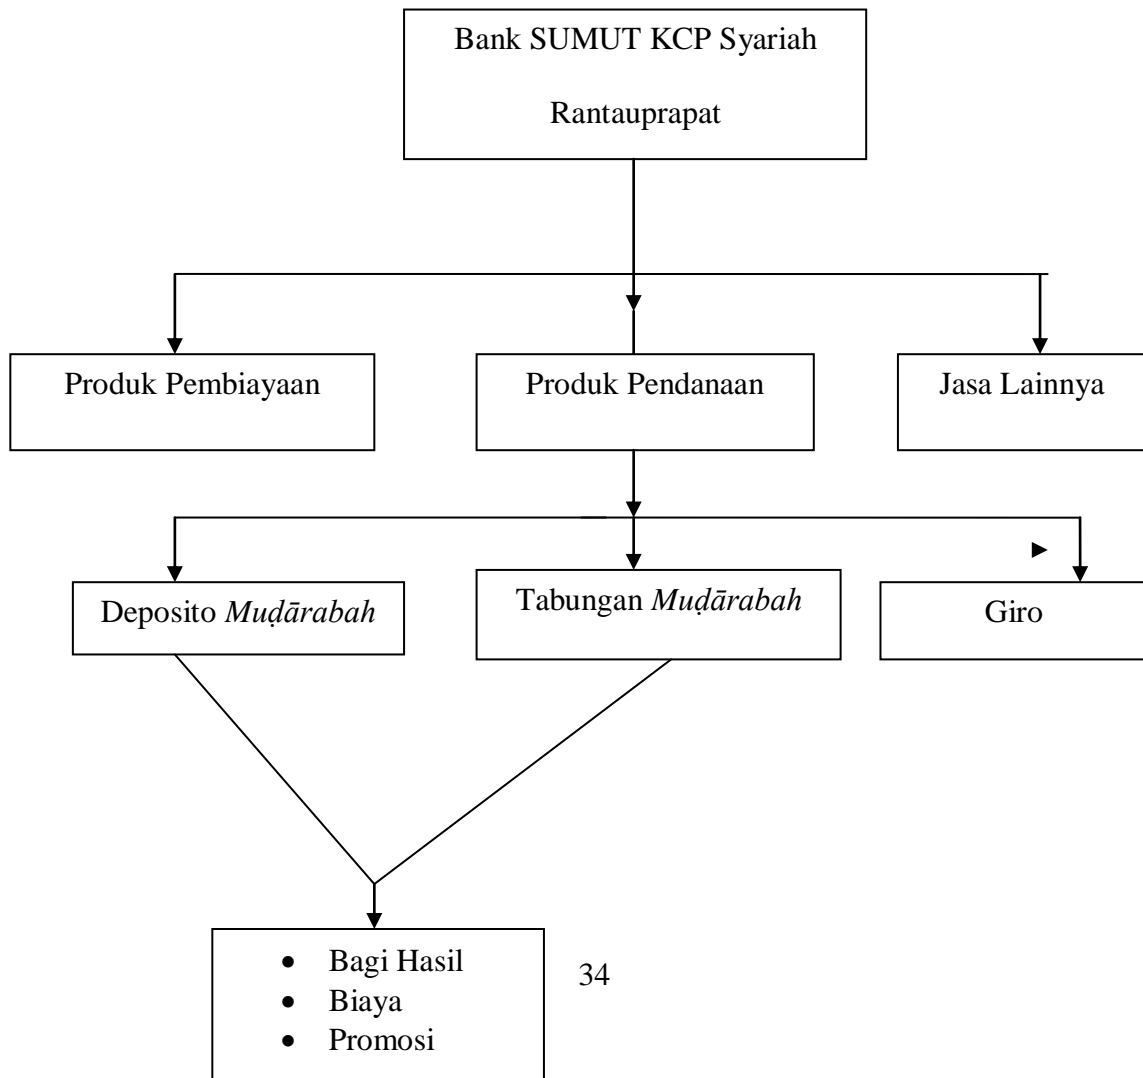 Bank SUMUT KCP Syariah
Rantauprapat
Produk Pembiayaan
Produk Pendanaan
Jasa Lainnya
Deposito Muḍārabah
Tabungan Muḍārabah
Giro
• Bagi Hasil
• Biaya
• Promosi
34